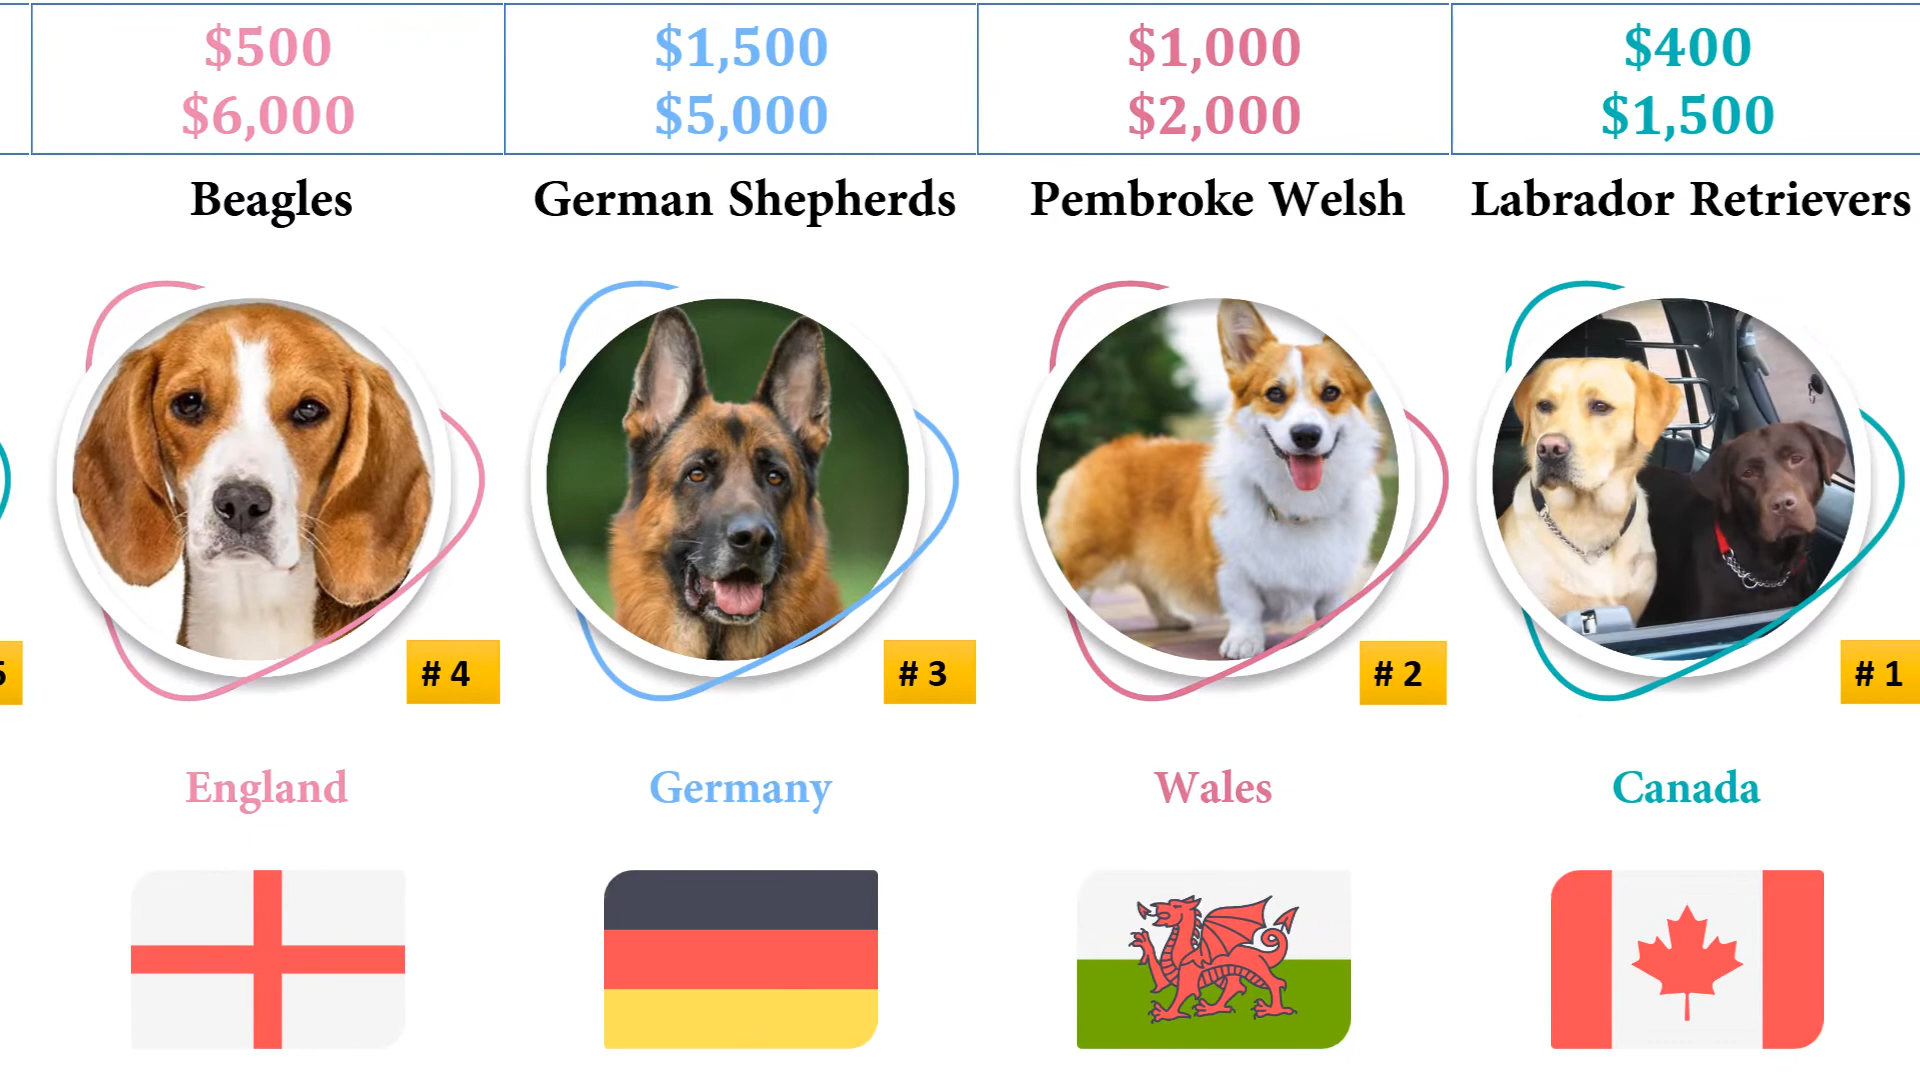 $500
$6,000
$1,500
$5,000
$1,000
$2,000
$400
$1,500
Beagles
German Shepherds
Pembroke Welsh
Labrador Retrievers
5
# 4
# 3
# 2
# 1
England
Germany
Wales
Canada